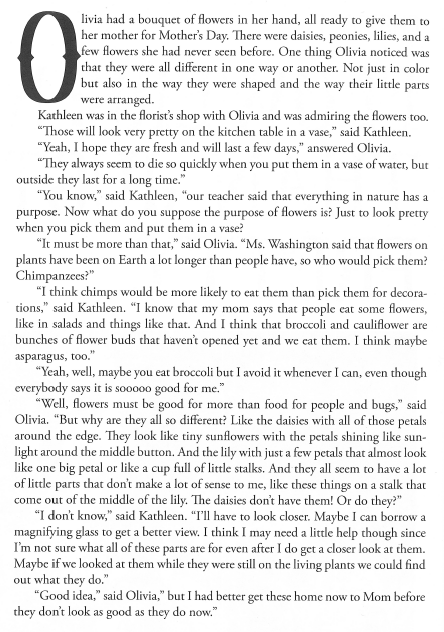 Olivia had a bouquet of flowers in her hand, all ready to give them to
her mother for Mother's Day. There were daisies, peonies, lilies, and a
few flowers she had never seen before. One thing Olivia noticed was
that they were all different in one way or another. Not just in color
but also in the way they were shaped and the way their little parts
were arranged.
Kathleen was in the florist's shop with Olivia and was admiring the flowers too.
"Those will look very pretty on the kitchen table in a vase," said Kathleen.
"Yeah, I hope they are fresh and will last a few days," answered Olivia.
"They always seem to die so quickly when you put them in a vase of water, but
outside they last for a long time."
"You know," said Kathleen, "our teacher said that everything in nature has a
purpose. Now what do you suppose the purpose of flowers is? Just to look pretty
when you pick them and put them in a vase?
"It must be more than that," said Olivia. "Ms. Washington said that flowers on
plants have been on Earth a lot longer than people have, so who would pick them?
Chimpanzees?"
"I think chimps would be more likely to eat them than pick them for decora-
tions," said Kathleen. "I know that my mom says that people eat some flowers,
like in salads and things like that. And I think that broccoli and cauliflower are
bunches of flower buds that haven't opened yet and we eat them. I think maybe
asparagus, too."
"Yeah, well, maybe you eat broccoli but I avoid it whenever I can, even though
everybody says it is sooooo good for me."
"Well, flowers must be good for more than food for people and bugs," said
Olivia. "But why are they all so different? Like the daisies with all of those petals
around the edge. They look like tiny sunflowers with the petals shining like sun-
light around the middle button. And the lily with just a few petals that almost look
like one big petal or like a cup full of little stalks. And they all seem to have a lot
of little parts that don't make a lot of sense to me, like these things on a stalk that
come out of the middle of the lily. The daisies don't have them! Or do they?"
"I don't know," said Kathleen. "I'll have to look closer. Maybe I can borrow a
magnifying glass to get a better view. I think I may need a little help though since
I'm not sure what all of these parts are for even after I do get a closer look at them.
Maybe if we looked at them while they were still on the living plants we could find
out what they do."
"Good idea," said Olivia," but I had better get these home now to Mom before
they don't look as good as they do now."